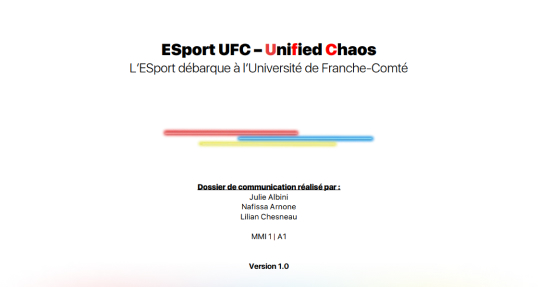 ESport UFC – Unified Chaos
L'ESport débarque à l'Université de Franche-Comté
Dossier de communication réalisé par :
Julie Albini
Nafissa Arnone
Lilian Chesneau
MMI 1 | A1
Version 1.0